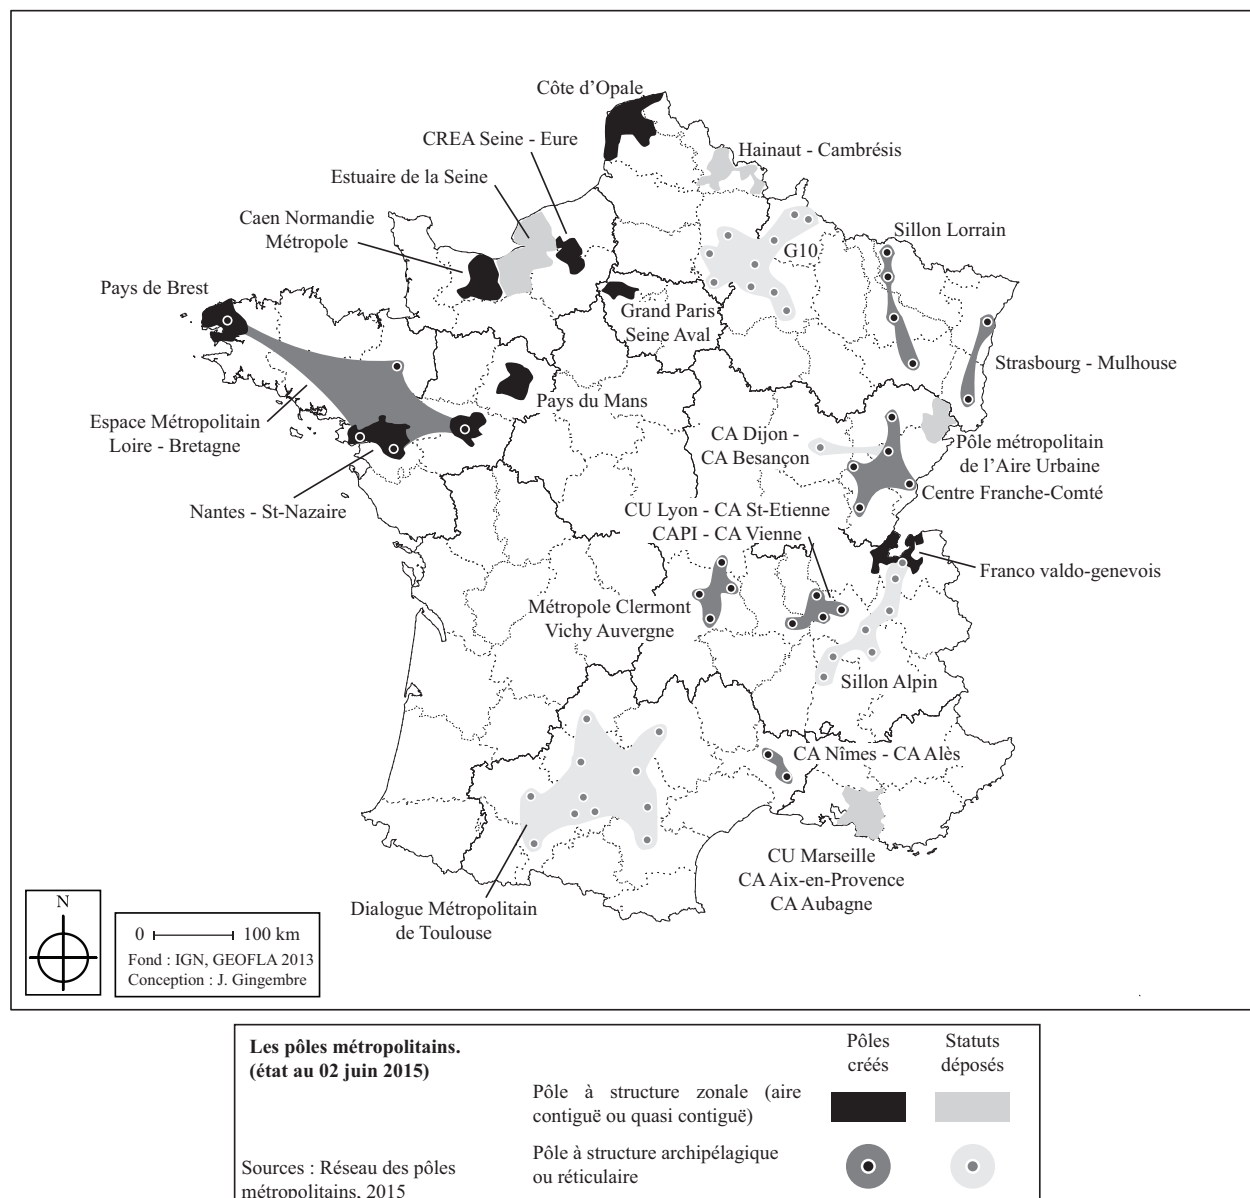 Côte d’Opale
CREA Seine - Eure
Hainaut - Cambrésis
Estuaire de la Seine
Caen Normandie
Métropole
Sillon Lorrain
G10
Pays de Brest
Grand Paris
Seine Aval
Strasbourg - Mulhouse
Pays du Mans
Espace Métropolitain
Loire - Bretagne
CA Dijon -
CA Besançon
Pôle métropolitain
de l’Aire Urbaine
Centre Franche-Comté
Nantes - St-Nazaire
CU Lyon - CA St-Etienne
CAPI - CA Vienne
Franco valdo-genevois
Métropole Clermont
Vichy Auvergne
Sillon Alpin
CA Nîmes - CA Alès
CU Marseille
CA Aix-en-Provence
CA Aubagne
Dialogue Métropolitain
de Toulouse
N
0 100 km
Fond : IGN, GEOFLA 2013
Conception : J. Gingembre
Les pôles métropolitains.
(état au 02 juin 2015)
Pôles
créés
Statuts
déposés
Pôle à structure zonale (aire
contiguë ou quasi contiguë)
Pôle à structure archipélagique
ou réticulaire
Sources : Réseau des pôles
métropolitains, 2015